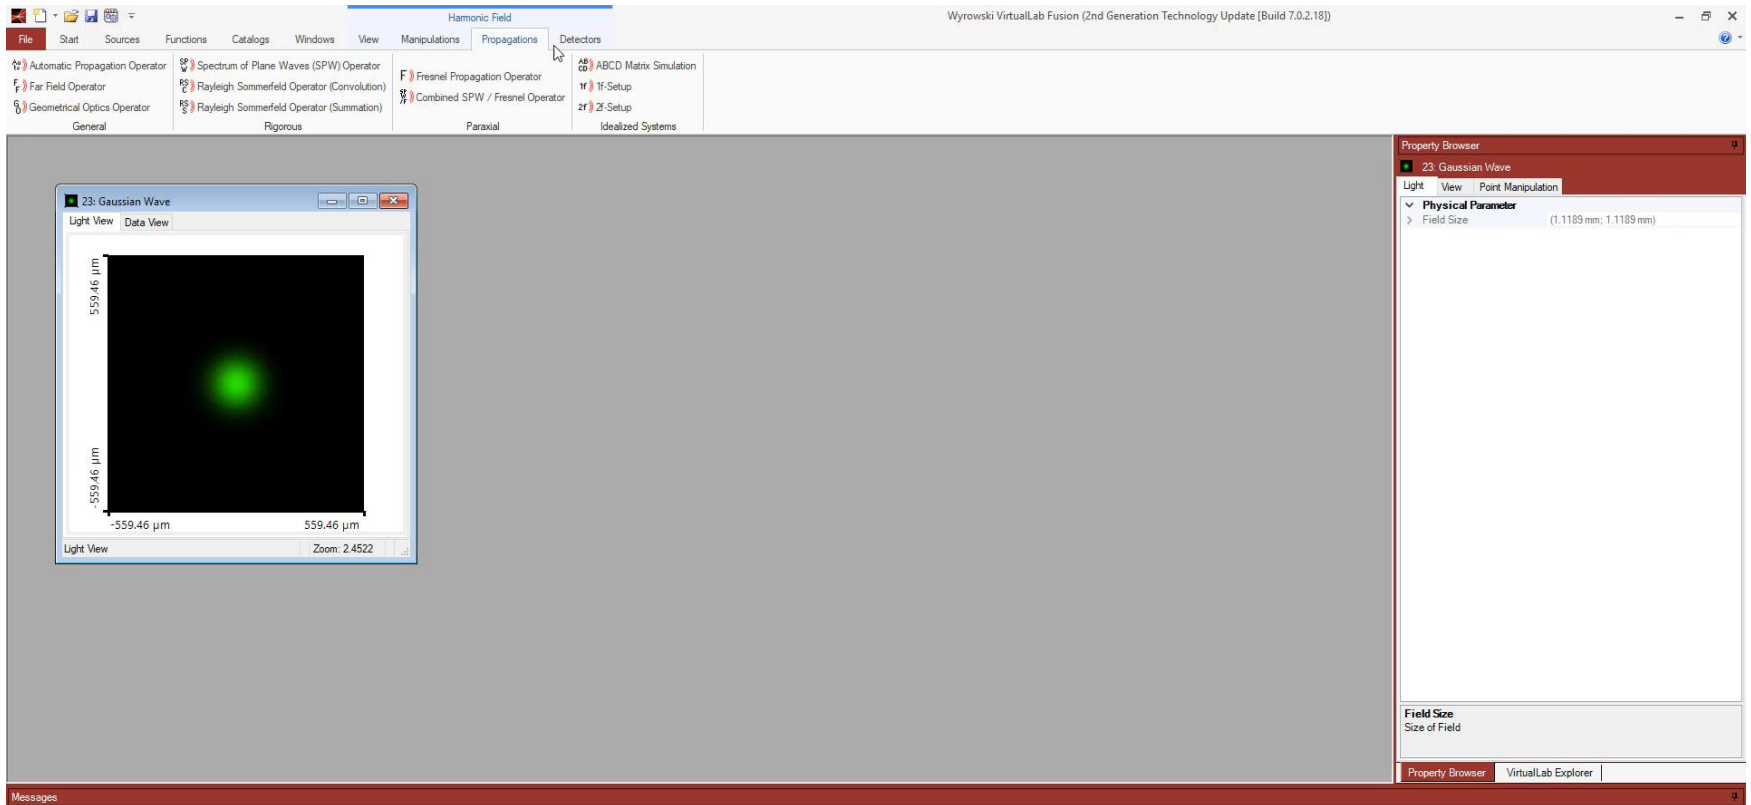 Harmonic Field
Wyrowski VirtualLab Fusion (2nd Generation Technology Update [Build 7.0.2.18])
File Start Sources Functions Catalogs Windows View Manipulations Propagations Detectors
Automatic Propagation Operator
Far Field Operator
Geometrical Optics Operator
General
Spectrum of Plane Waves (SPW) Operator
Rayleigh Sommerfeld Operator (Convolution)
Rayleigh Sommerfeld Operator (Summation)
Rigorous
Fresnel Propagation Operator
Combined SPW / Fresnel Operator
Paraxial
ABCD Matrix Simulation
1f 1f-Setup
2f 2f-Setup
Idealized Systems
23: Gaussian Wave
Light View Data View
559.46 µm
-559.46 µm
-559.46 µm 559.46 µm
Light View Zoom: 2.4522
Property Browser
23: Gaussian Wave
Light View Point Manipulation
Physical Parameter
Field Size (1.1189 mm; 1.1189 mm)
Field Size
Size of Field
Property Browser VirtualLab Explorer
Messages